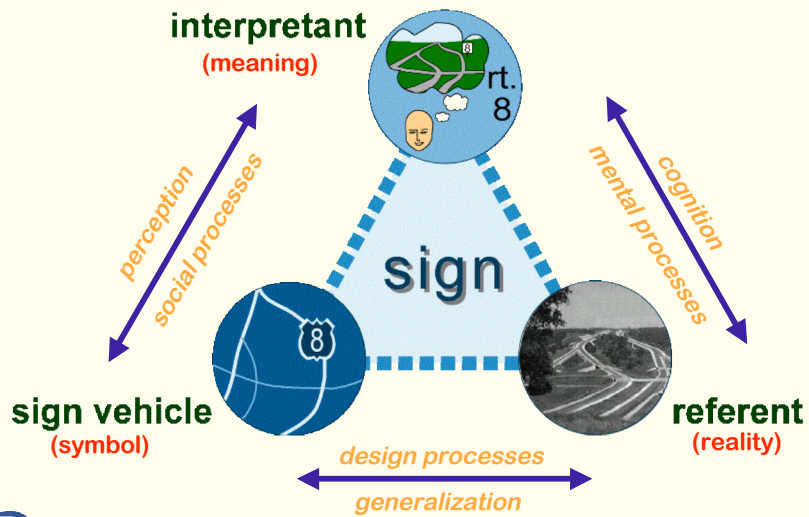 interpretant
(meaning)
8
rt.
8
perception
social processes
cognition
mental processes
sign
8
sign vehicle
(symbol)
referent
(reality)
design processes
generalization